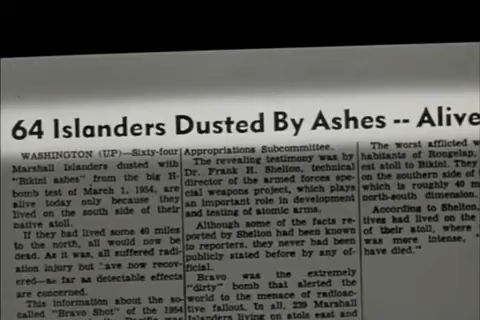 64 Islanders Dusted By Ashes -- Alive
WASHINGTON (UP)—Sixty-four
Marshall Islanders dusted with
"Bikini ashes" from the big H-
bomb test of March 1, 1954, are
alive today only because they
lived on the south side of their
native atoll.
If they had lived some 40 miles
to the north, all would now be
dead. As it was, all suffered radi-
ation injury but have now recov-
ered—as far as detectable effects
are concerned.
This information about the so-
called "Bravo Shot" of the 1954
Appropriations Subcommittee.
The revealing testimony was by
Dr. Frank H. Shelton, technical
director of the armed forces spe-
cial weapons project, which plays
an important role in development
and testing of atomic arms.
Although some of the facts re-
ported by Shelton had been known
to reporters, they never had been
publicly stated before by any of-
ficial.
Bravo was the extremely
"dirty" bomb that alerted the
world to the menace of radioac-
tive fallout. In all, 239 Marshall
Islanders living on atolls east and
The worst afflicted w
habitants of Rongelap,
est atoll to Bikini. They
on the southern side of
which is roughly 40 m
north-south dimension.
According to Shelton,
tives had lived on the
of their atoll, where
was more intense, "
have died."